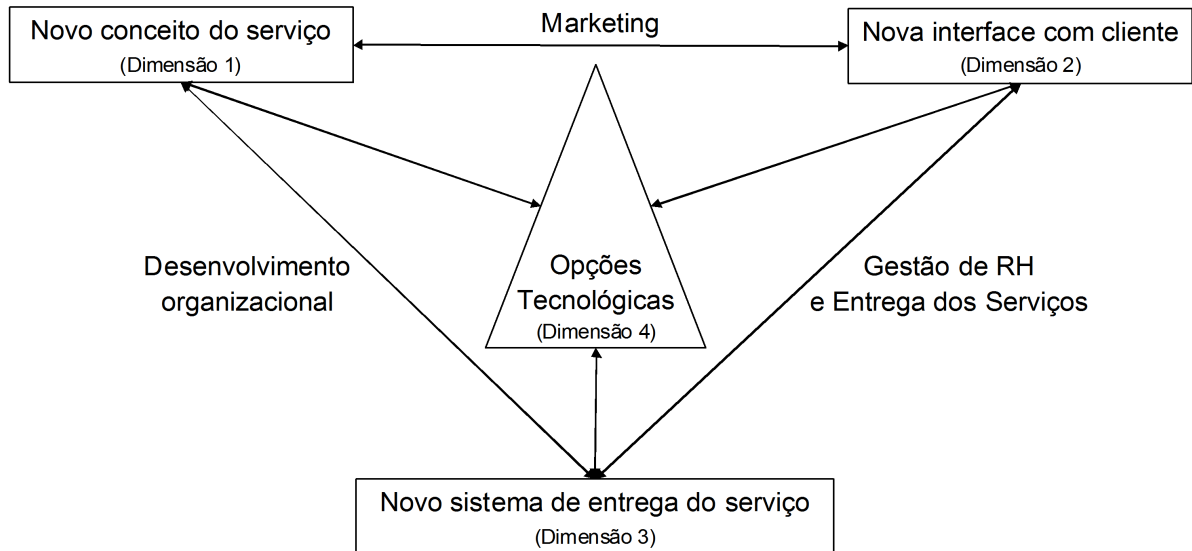 Novo conceito do serviço
(Dimensão 1)
Marketing
Nova interface com cliente
(Dimensão 2)
Desenvolvimento
organizacional
Opções
Tecnológicas
(Dimensão 4)
Gestão de RH
e Entrega dos Serviços
Novo sistema de entrega do serviço
(Dimensão 3)